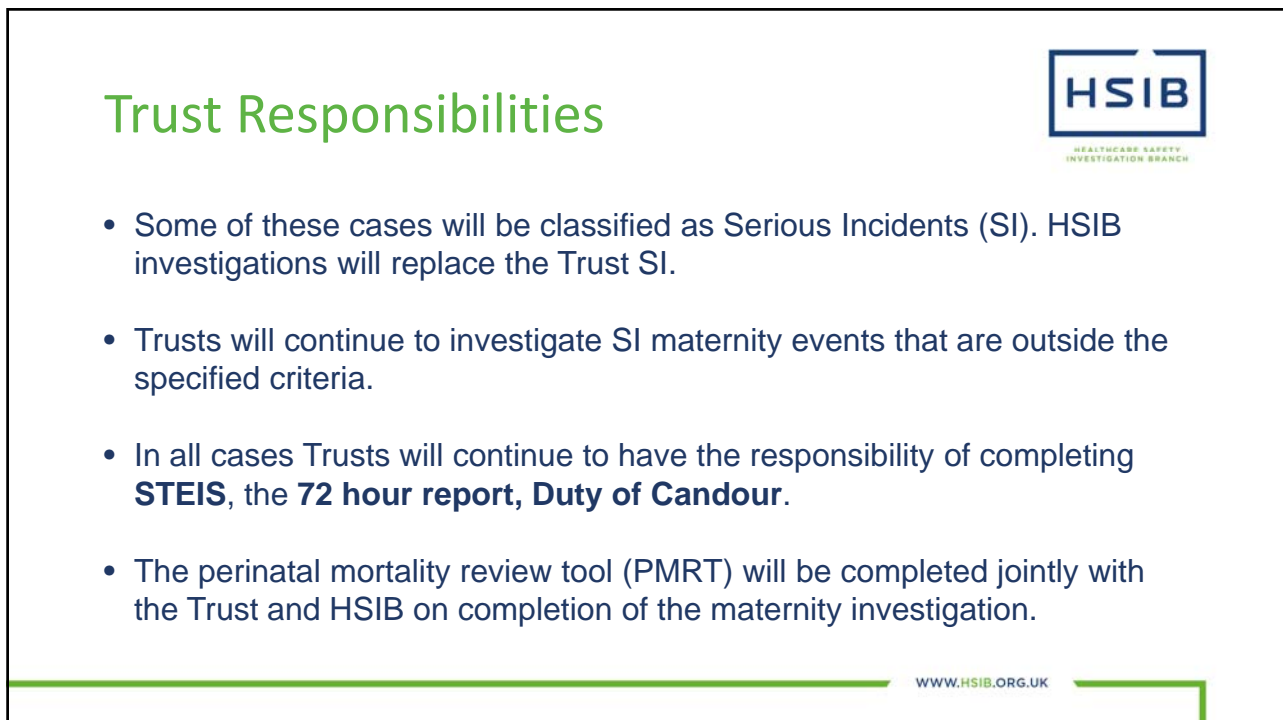 Trust Responsibilities
HSIB
HEALTHCARE SAFETY
INVESTIGATION BRANCH
• Some of these cases will be classified as Serious Incidents (SI). HSIB
investigations will replace the Trust SI.
• Trusts will continue to investigate SI maternity events that are outside the
specified criteria.
• In all cases Trusts will continue to have the responsibility of completing
STEIS, the 72 hour report, Duty of Candour.
• The perinatal mortality review tool (PMRT) will be completed jointly with
the Trust and HSIB on completion of the maternity investigation.
WWW.HSIB.ORG.UK